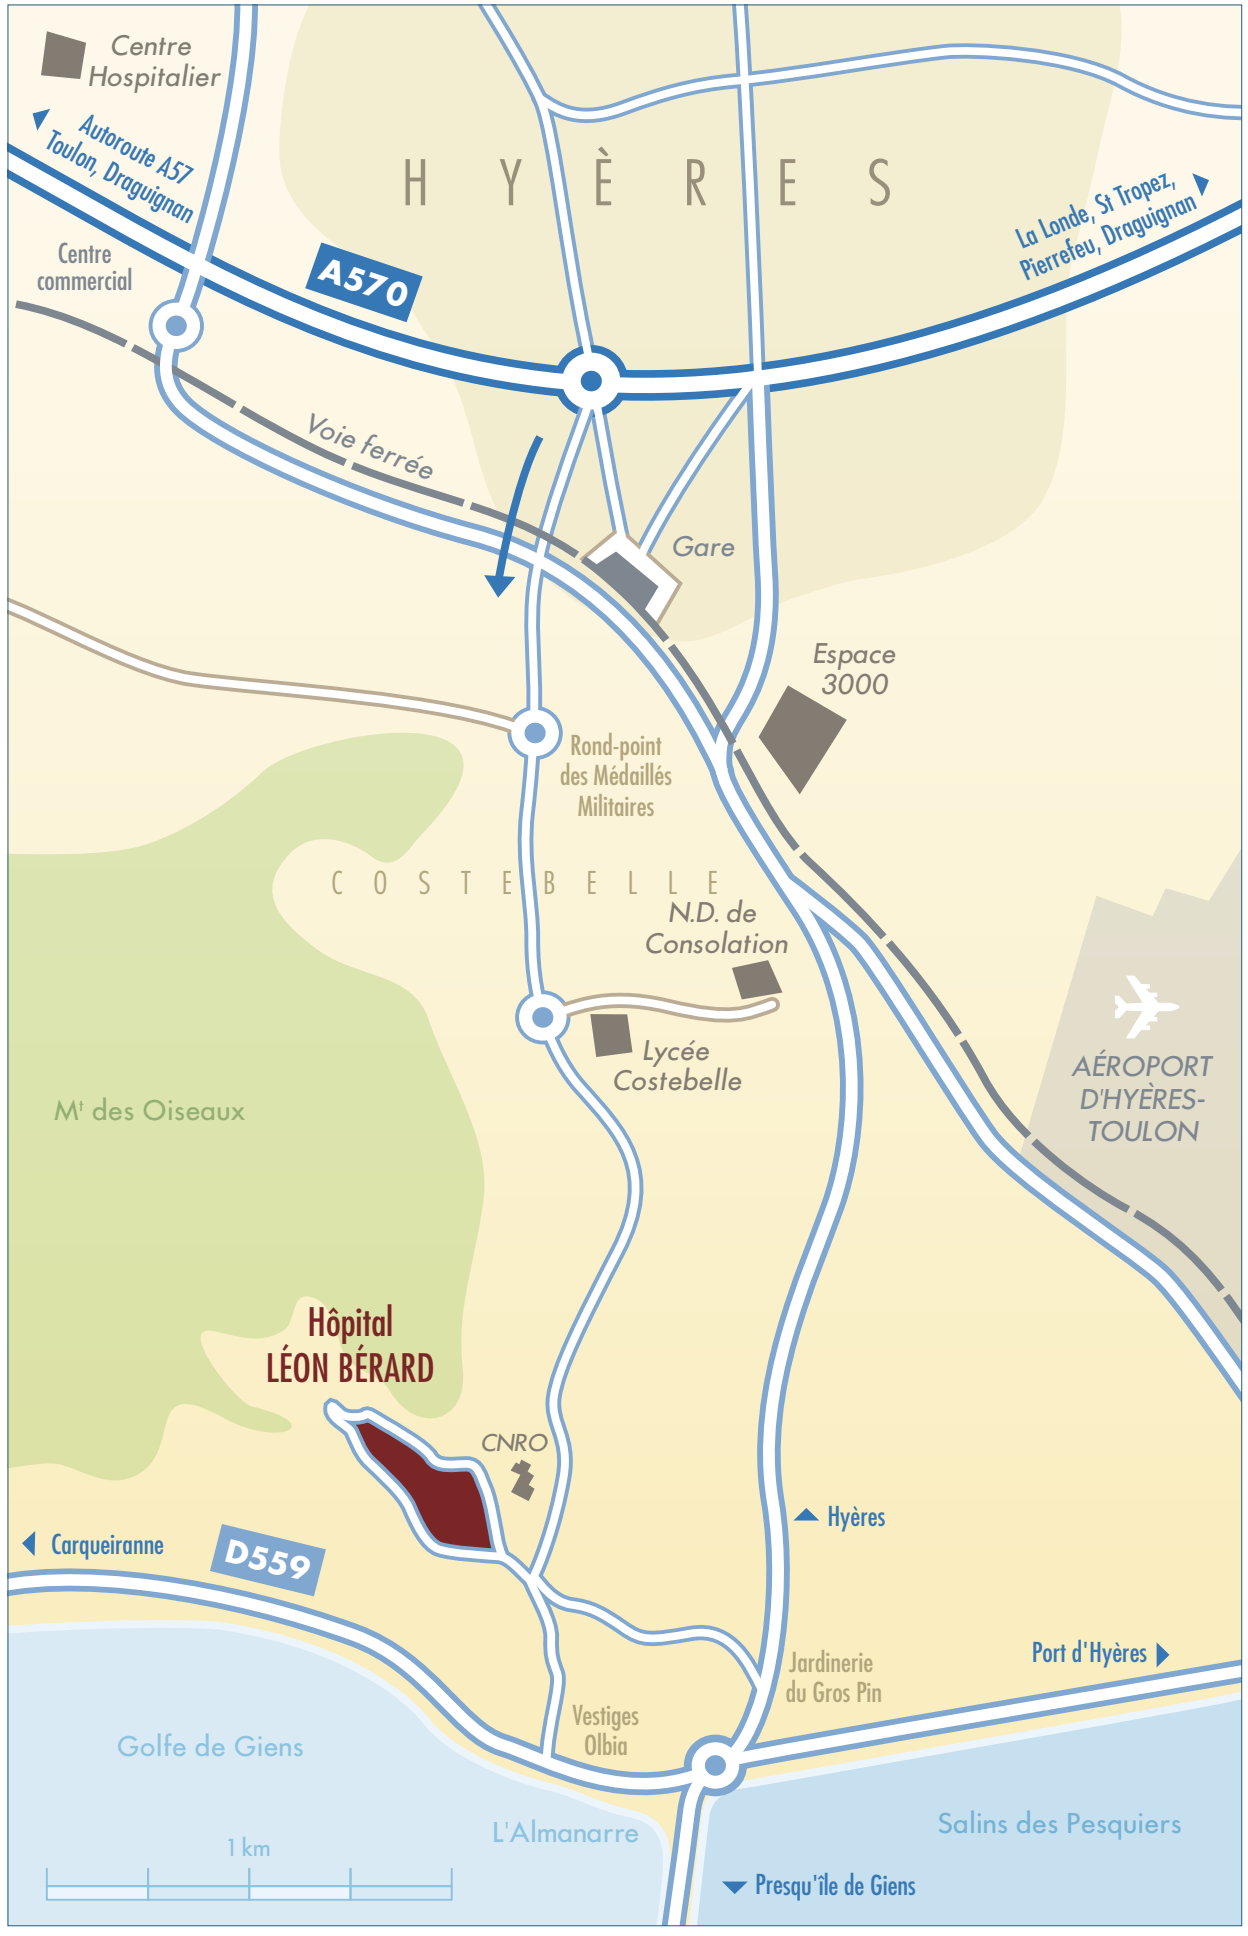 Centre
Hospitalier
Autoroute A57
Toulon, Draguignan
HYÈRES
La Londe, St Tropez,
Pierrefeu, Draguignan
Centre
commercial
A570
Voie ferrée
Gare
Espace
3000
Rond-point
des Médaillés
Militaires
COSTEBELLE
N.D. de
Consolation
Lycée
Costebelle
AÉROPORT
D'HYÈRES-
TOULON
Mt des Oiseaux
Hôpital
LÉON BÉRARD
CNRO
Hyères
Carqueiranne
D559
Port d'Hyères
Jardinerie
du Gros Pin
Vestiges
Olbia
Golfe de Giens
L'Almanarre
Salins des Pesquiers
1 km
Presqu'île de Giens